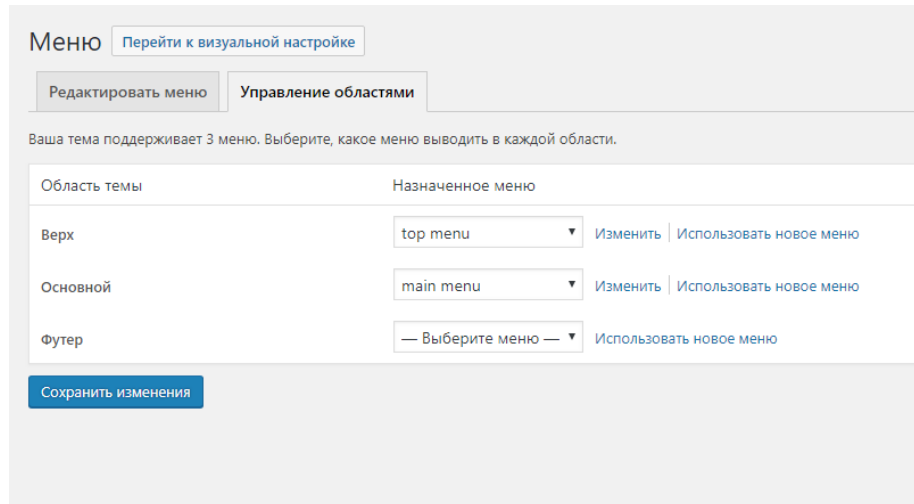 Меню Перейти к визуальной настройке
Редактировать меню Управление областями
Ваша тема поддерживает 3 меню. Выберите, какое меню выводить в каждой области.
Область темы Назначенное меню
Верх top menu Изменить Использовать новое меню
Основной main menu Изменить Использовать новое меню
Футер — Выберите меню — Использовать новое меню
Сохранить изменения